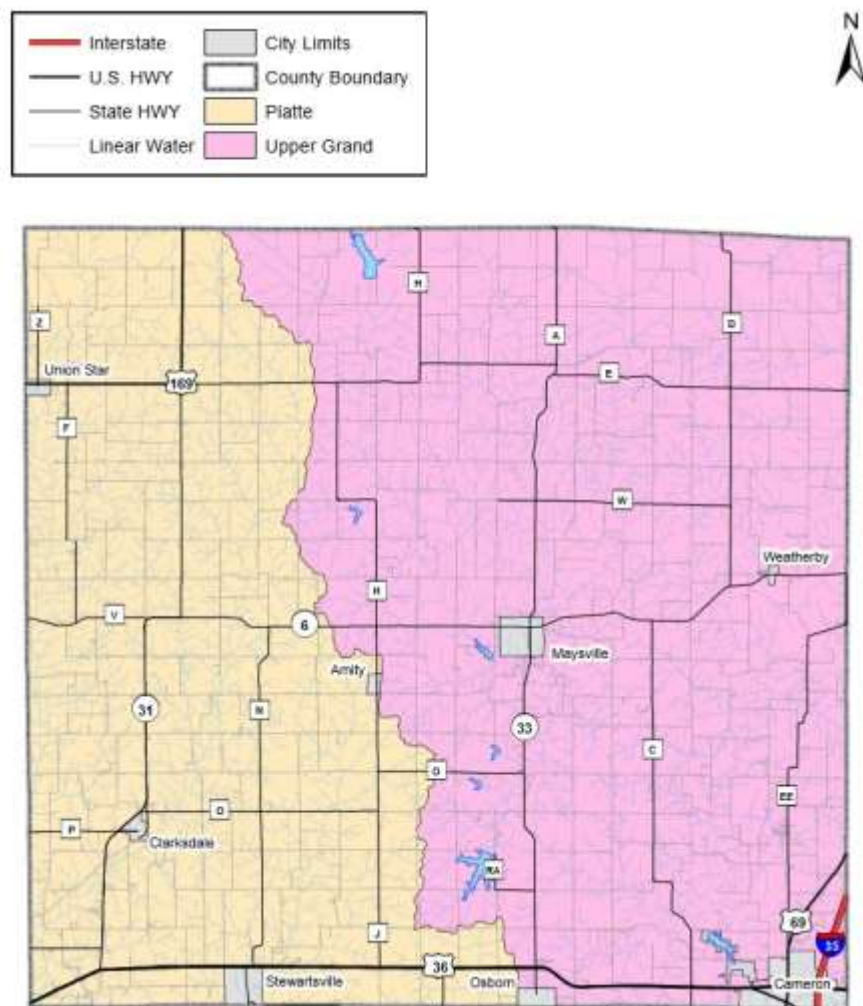 N
Interstate
City Limits
U.S. HWY
County Boundary
State HWY
Platte
Linear Water
Upper Grand
H
Z
A
D
Union Star
169
E
F
W
Weatherby
H
V
6
Maysville
Amity
31
N
33
C
O
EE
D
P
Clarksdale
RA
69
J
35
36
Stewartsville
Osborn
Cameron